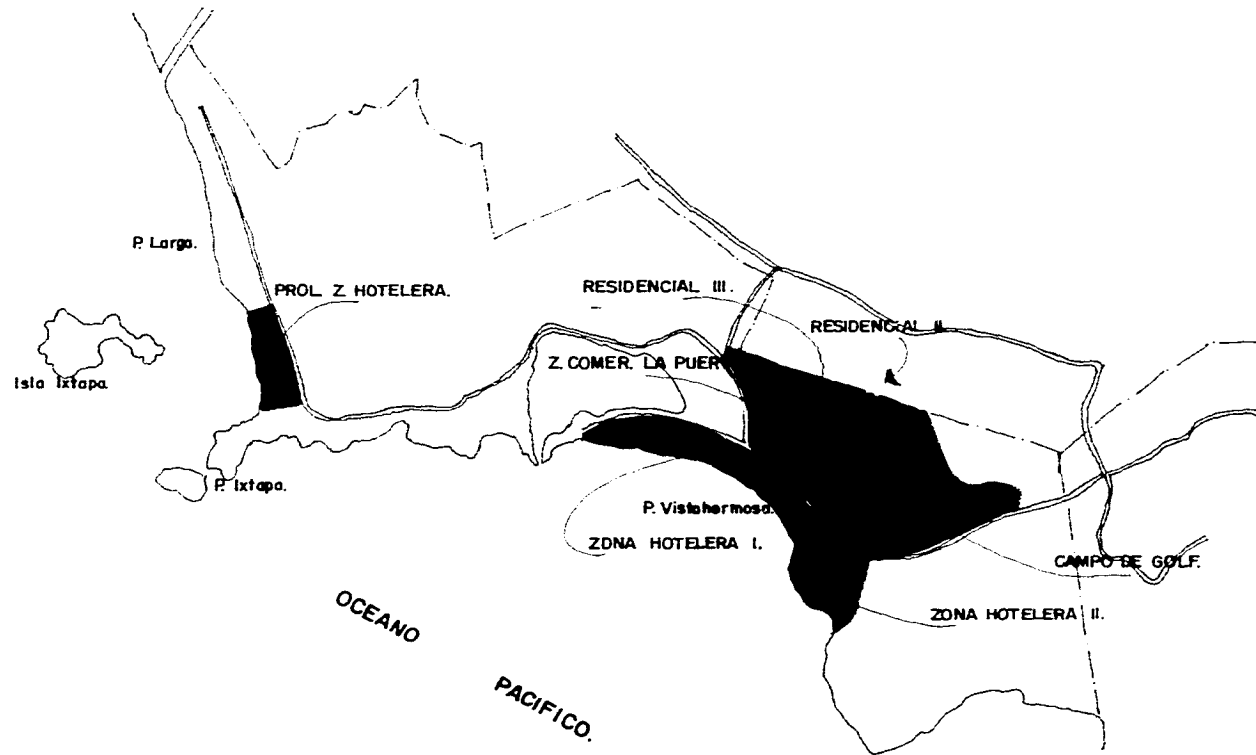 P. Larga.
PROL. Z. HOTELERA.
RESIDENCIAL III.
RESIDENCIAL II.
Isla Ixtapa.
Z. COMER. LA PUER
P. Ixtapa.
P. Vistahermosa.
ZONA HOTELERA I.
CAMPO DE GOLF.
OCEANO
ZONA HOTELERA II.
PACIFICO.